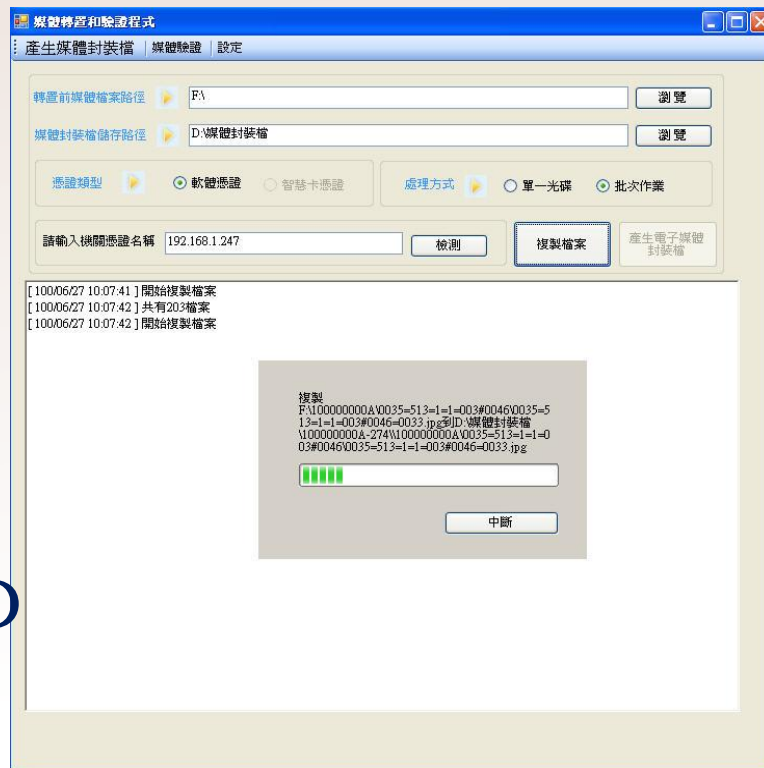 媒體轉置和驗證程式
產生媒體封裝檔 媒體驗證 設定
轉置前媒體檔案路徑 F:\ 瀏覽
媒體封裝檔儲存路徑 D:\媒體封裝檔 瀏覽
憑證類型 軟體憑證 智慧卡憑證 處理方式 單一光碟 批次作業
請輸入機關憑證名稱 192.168.1.247 檢測 複製檔案 產生電子媒體
封裝檔
[ 100/06/27 10:07:41 ] 開始複製檔案
[ 100/06/27 10:07:42 ] 共有203檔案
[ 100/06/27 10:07:42 ] 開始複製檔案
複製
F:\100000000A\0035=513=1=1=003#0046\0035=5
13=1=1=003#0046=0033.jpg到D:\媒體封裝檔
\100000000A-274\\100000000A\0035=513=1=1=0
03#0046\0035=513=1=1=003#0046=0033.jpg
中斷